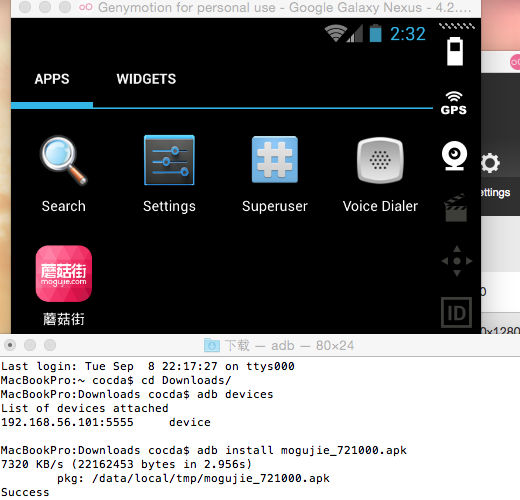 Genymotion for personal use - Google Galaxy Nexus - 4.2....
2:32
APPS
WIDGETS
GPS
ettings
Search
Settings
Superuser
Voice Dialer
蘑菇街
mogujie.com
蘑菇街
ID
0
0x1280
下载 — adb — 80×24
Last login: Tue Sep  8 22:17:27 on ttys000
MacBookPro:~ cocda$ cd Downloads/
MacBookPro:Downloads cocda$ adb devices
List of devices attached
192.168.56.101:5555     device
MacBookPro:Downloads cocda$ adb install mogujie_721000.apk
7320 KB/s (22162453 bytes in 2.956s)
        pkg: /data/local/tmp/mogujie_721000.apk
Success